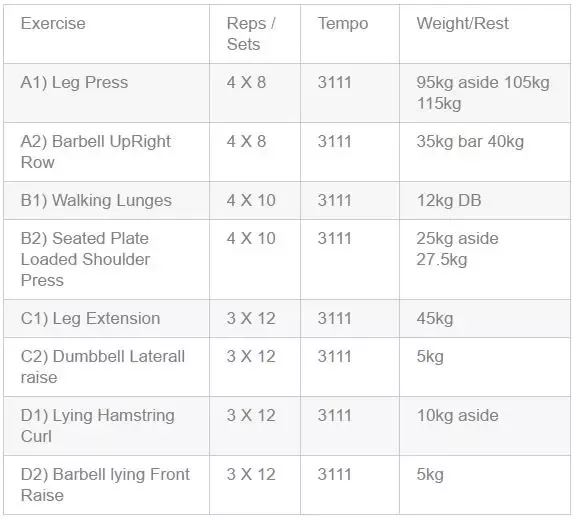 Exercise
Reps /
Sets
Tempo
Weight/Rest
A1) Leg Press
4 X 8
3111
95kg aside 105kg
115kg
A2) Barbell UpRight
Row
4 X 8
3111
35kg bar 40kg
B1) Walking Lunges
4 X 10
3111
12kg DB
B2) Seated Plate
Loaded Shoulder
Press
4 X 10
3111
25kg aside
27.5kg
C1) Leg Extension
3 X 12
3111
45kg
C2) Dumbbell Laterall
raise
3 X 12
3111
5kg
D1) Lying Hamstring
Curl
3 X 12
3111
10kg aside
D2) Barbell lying Front
Raise
3 X 12
3111
5kg